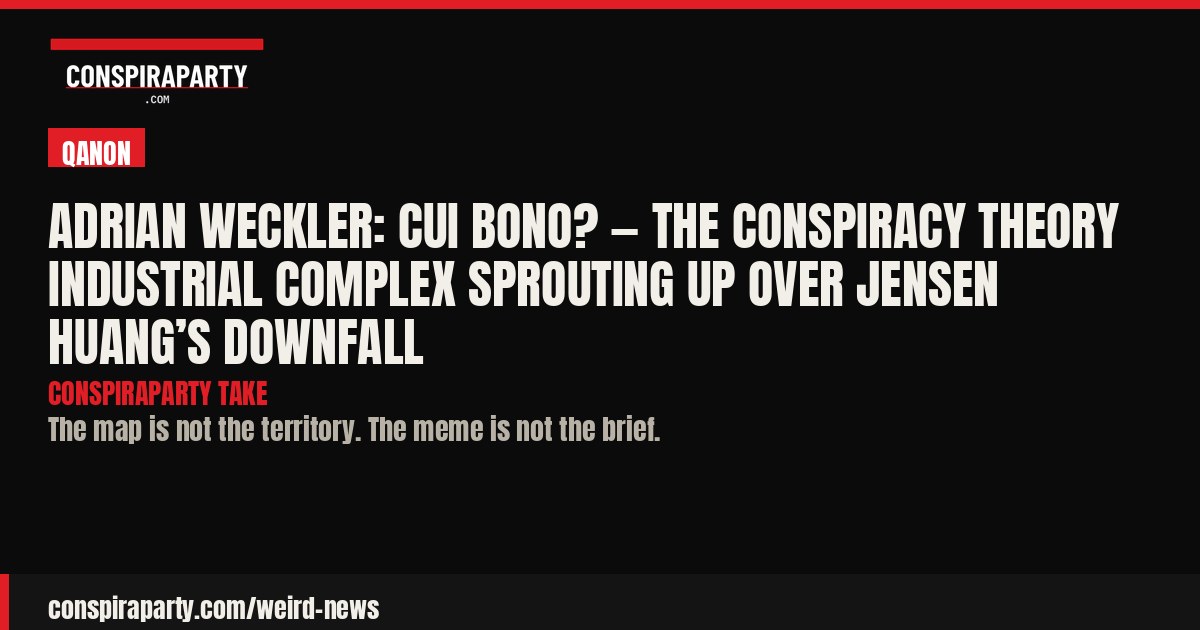 CONSPIRAPARTY
.COM
QANON
ADRIAN WECKLER: CUI BONO? – THE CONSPIRACY THEORY
INDUSTRIAL COMPLEX SPROUTING UP OVER JENSEN
HUANG’S DOWNFALL
CONSPIRAPARTY TAKE
The map is not the territory. The meme is not the brief.
conspiraparty.com/weird-news